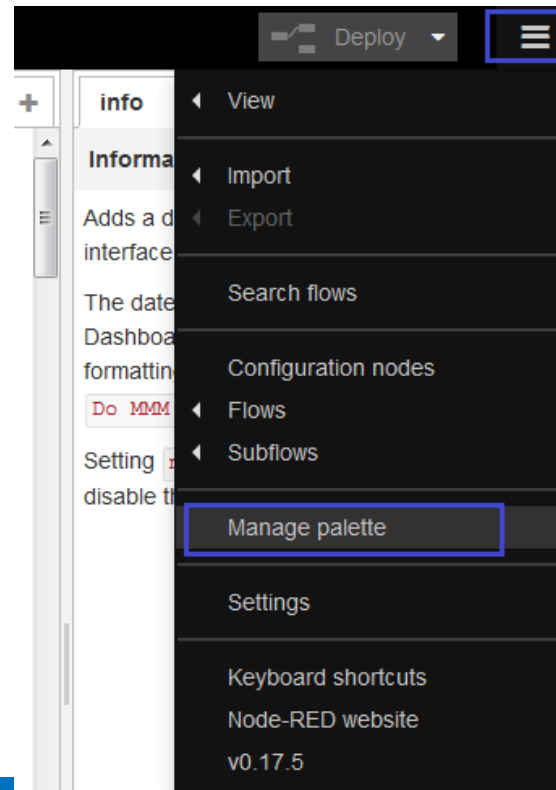 Deploy
+
info
View
Informa
Import
Adds a d
Export
interface
Search flows
The date
Dashboa
Configuration nodes
formatting
Do MMM
Flows
Setting
Subflows
disable th
Manage palette
Settings
Keyboard shortcuts
Node-RED website
v0.17.5